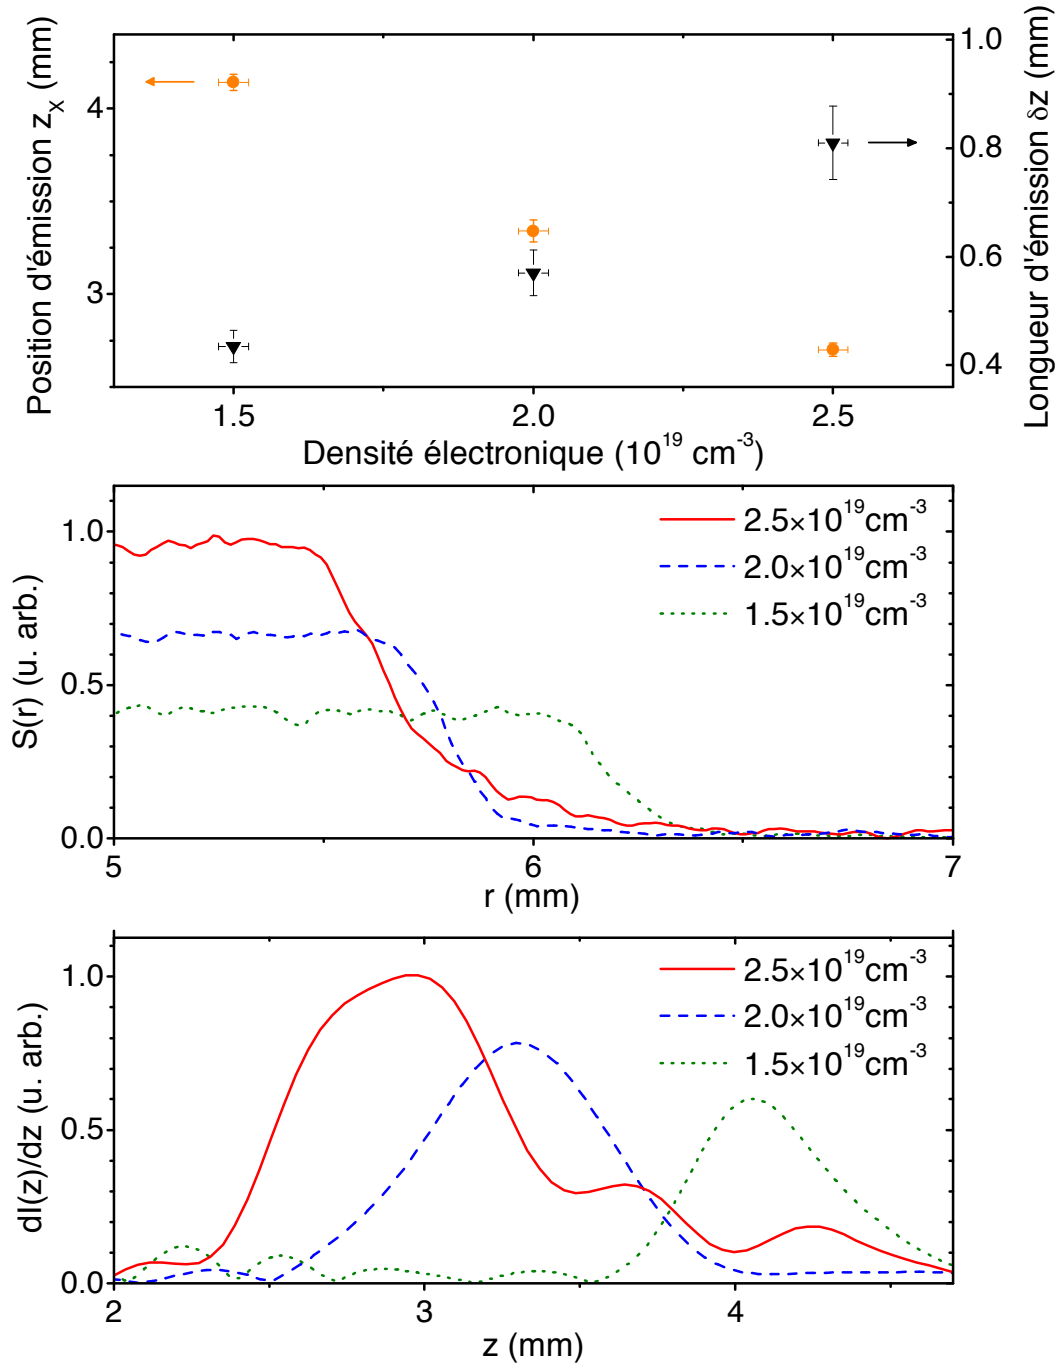 Position d'émission z_x (mm)
4
3
1.0
0.8
0.6
0.4
Longueur d'émission δz (mm)
1.5 2.0 2.5
Densité électronique (10^19 cm^-3)
S(r) (u. arb.)
1.0
0.5
0.0
2.5×10^19cm^-3
2.0×10^19cm^-3
1.5×10^19cm^-3
5 6 7
r (mm)
dI(z)/dz (u. arb.)
1.0
0.5
0.0
2.5×10^19cm^-3
2.0×10^19cm^-3
1.5×10^19cm^-3
2 3 4
z (mm)